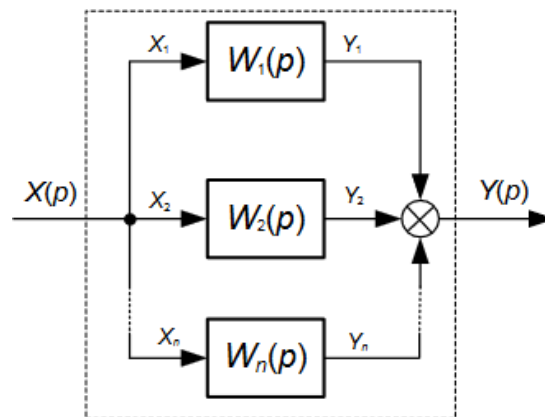 X₁ W₁(p) Y₁
X(p) X₂ W₂(p) Y₂ Y(p)
Xₙ Wₙ(p) Yₙ